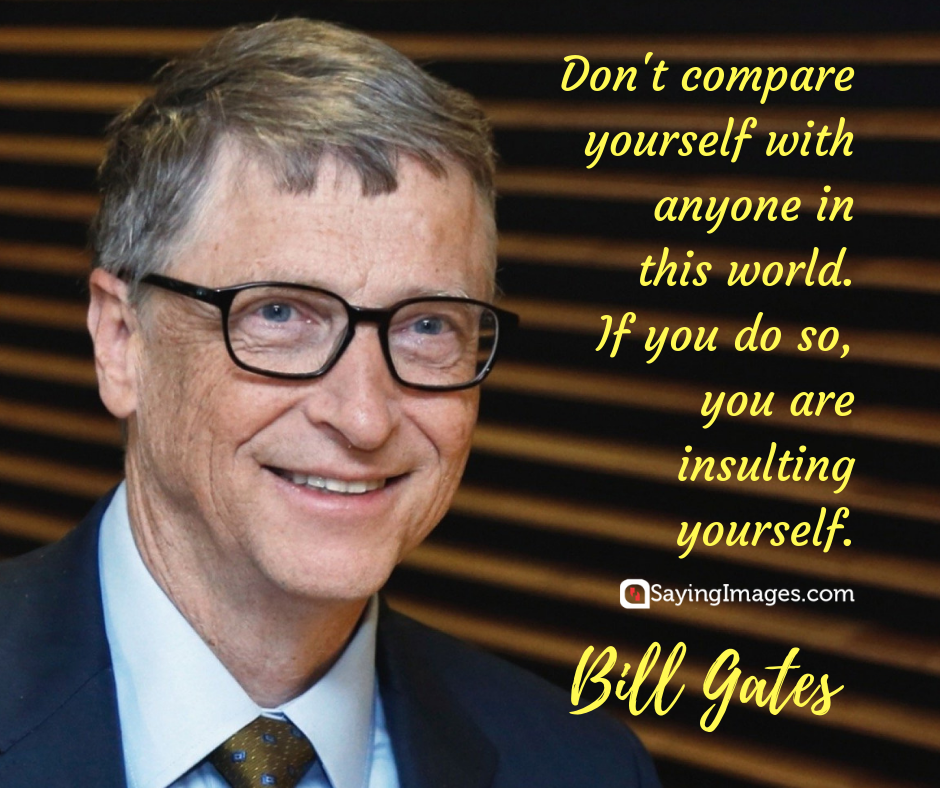 Don't compare
yourself with
anyone in
this world.
If you do so,
you are
insulting
yourself.
SayingImages.com
Bill Gates